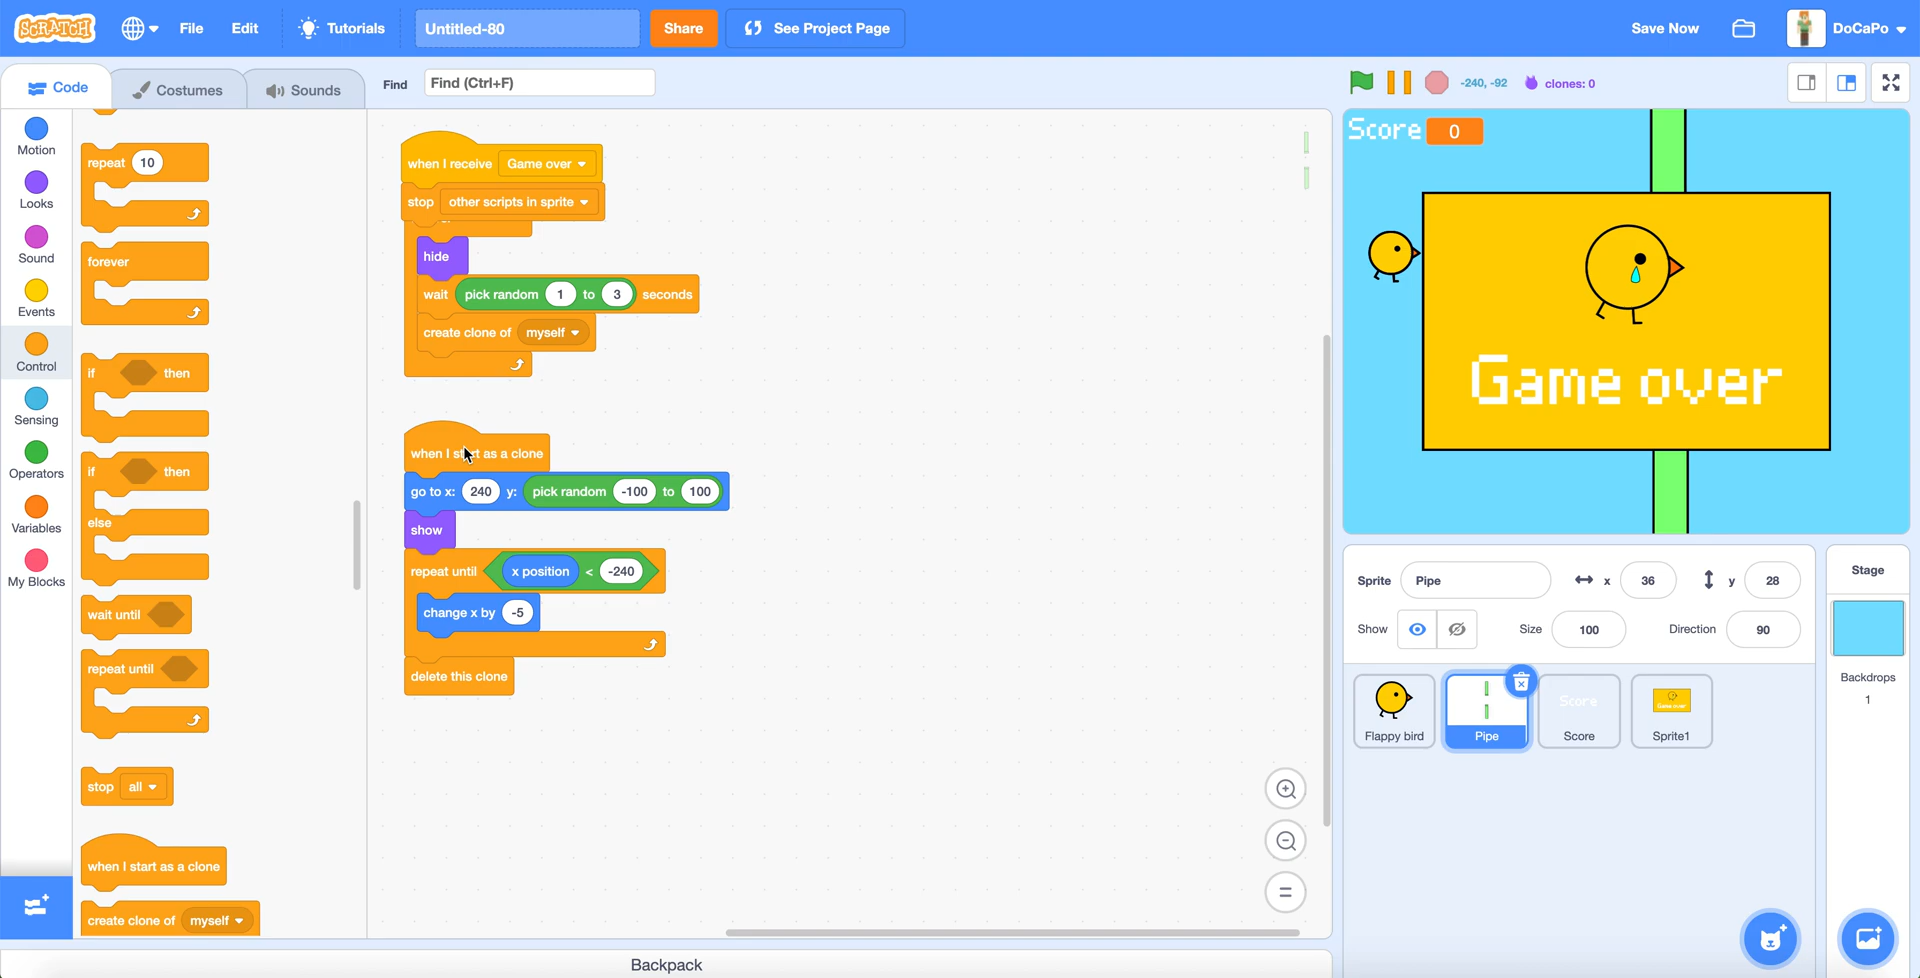 SCRATCH File Edit Tutorials Untitled-80 Share See Project Page Save Now DoCaPo
Code Costumes Sounds Find Find (Ctrl+F) -240, -92 clones: 0
Motion
Looks
Sound
Events
Control
Sensing
Operators
Variables
My Blocks
repeat 10
forever
if then
if then
else
wait until
repeat until
stop all
when I start as a clone
create clone of myself
when I receive Game over
stop other scripts in sprite
hide
wait pick random 1 to 3 seconds
create clone of myself
when I start as a clone
go to x: 240 y: pick random -100 to 100
show
repeat until x position < -240
change x by -5
delete this clone
Backpack
Score 0
Game over
Sprite Pipe x 36 y 28
Show Size 100 Direction 90
Flappy bird
Pipe
Score
Score
Game over
Sprite1
Stage
Backdrops
1